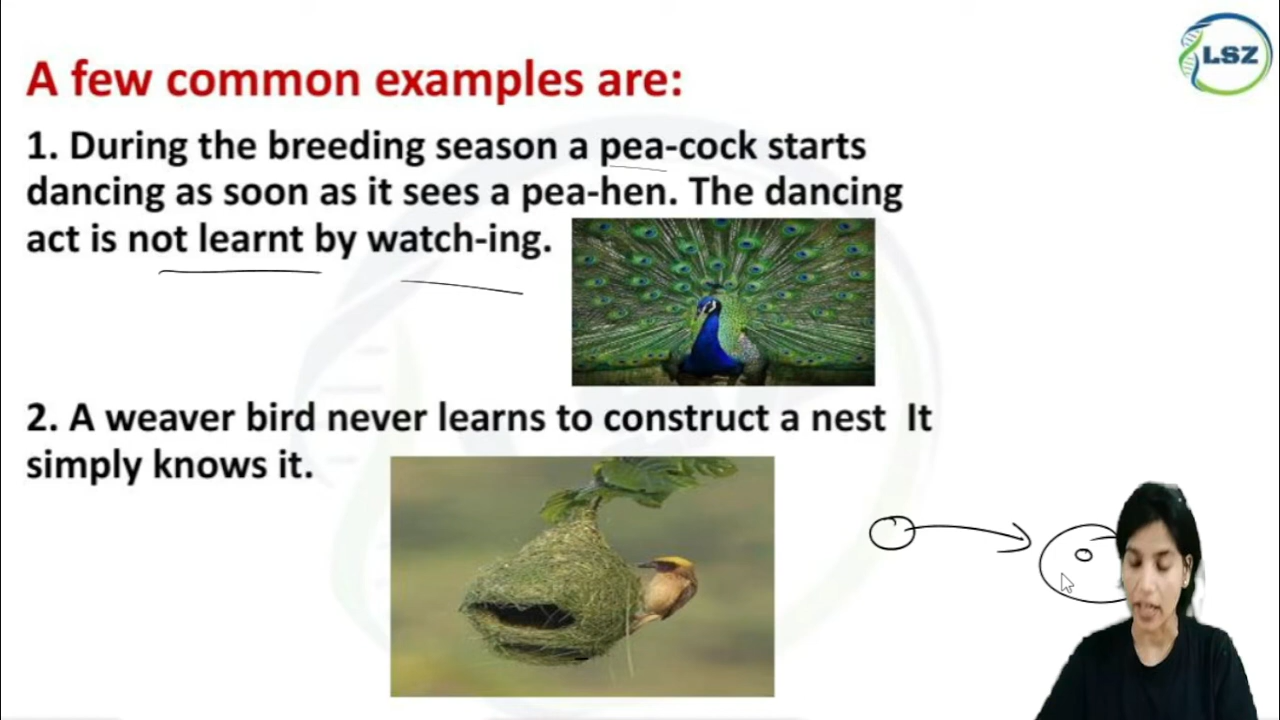 LSZ
A few common examples are:
1. During the breeding season a pea-cock starts
dancing as soon as it sees a pea-hen. The dancing
act is not learnt by watch-ing.
2. A weaver bird never learns to construct a nest It
simply knows it.